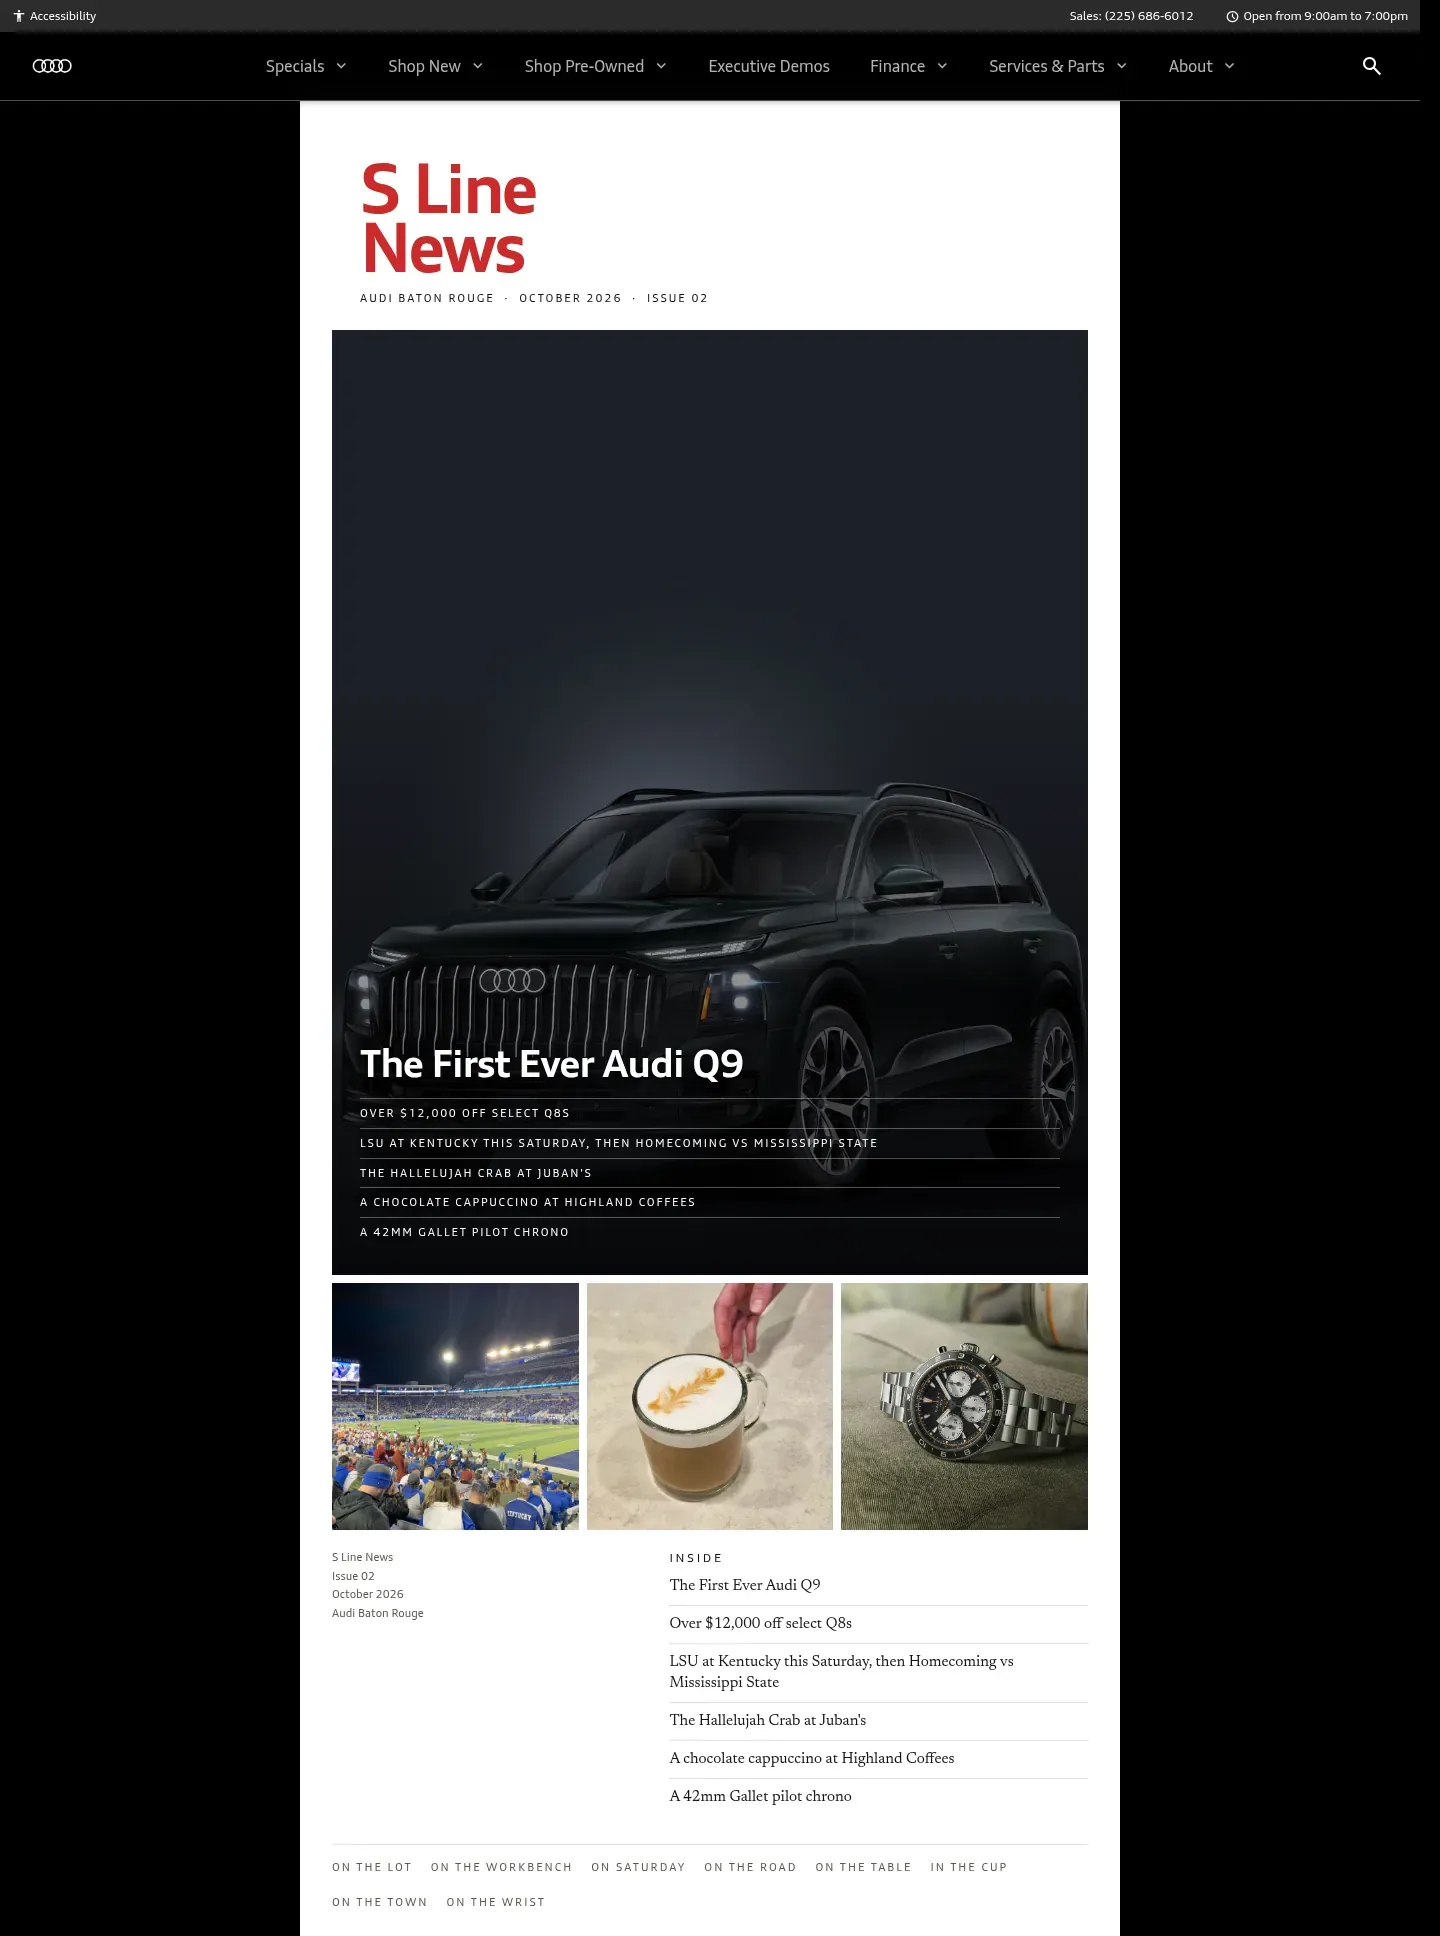 Accessibility
Sales: (225) 686-6012
Open from 9:00am to 7:00pm
Specials
Shop New
Shop Pre-Owned
Executive Demos
Finance
Services & Parts
About
S Line
News
AUDI BATON ROUGE · OCTOBER 2026 · ISSUE 02
The First Ever Audi Q9
OVER $12,000 OFF SELECT Q8S
LSU AT KENTUCKY THIS SATURDAY, THEN HOMECOMING VS MISSISSIPPI STATE
THE HALLELUJAH CRAB AT JUBAN'S
A CHOCOLATE CAPPUCCINO AT HIGHLAND COFFEES
A 42MM GALLET PILOT CHRONO
KENTUCKY
S Line News
Issue 02
October 2026
Audi Baton Rouge
INSIDE
The First Ever Audi Q9
Over $12,000 off select Q8s
LSU at Kentucky this Saturday, then Homecoming vs
Mississippi State
The Hallelujah Crab at Juban's
A chocolate cappuccino at Highland Coffees
A 42mm Gallet pilot chrono
ON THE LOT ON THE WORKBENCH ON SATURDAY ON THE ROAD ON THE TABLE IN THE CUP
ON THE TOWN ON THE WRIST